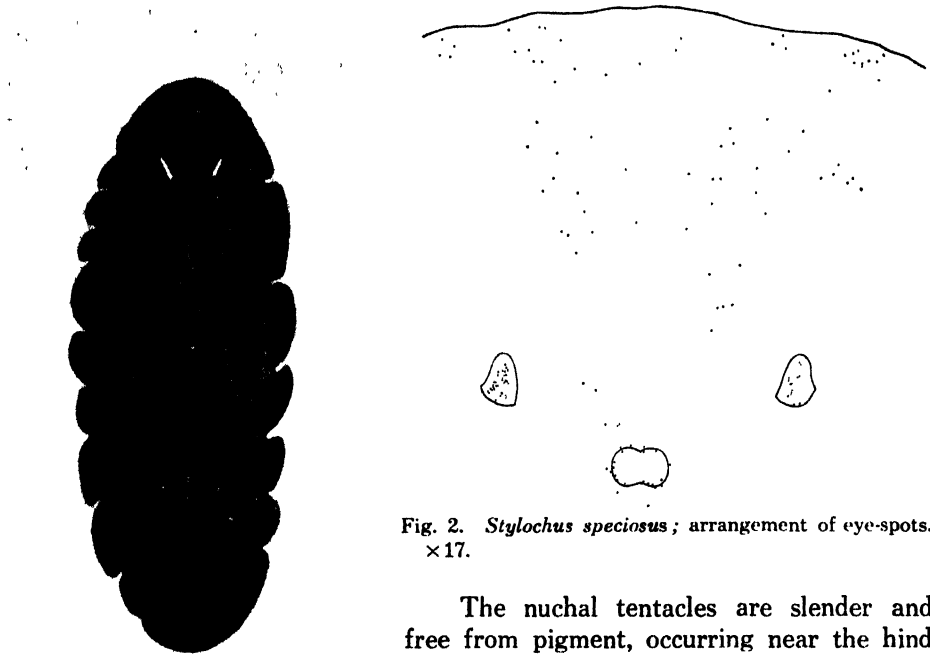 Fig. 2. Stylochus speciosus; arrangement of eye-spots.
×17.
The nuchal tentacles are slender and
free from pigment, occurring near the hind